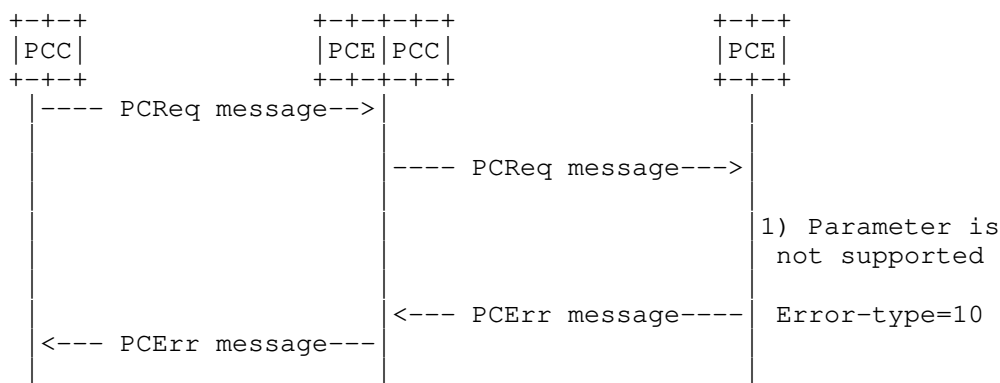 +-+-+ +-+-+-+-+ +-+-+
|PCC| |PCE|PCC| |PCE|
+-+-+ +-+-+-+-+ +-+-+
|---- PCReq message-->| |
| | |
| |---- PCReq message--->|
| | |
| | |1) Parameter is
| | | not supported
| | |
| |<--- PCErr message----| Error-type=10
|<--- PCErr message---| |
| | |